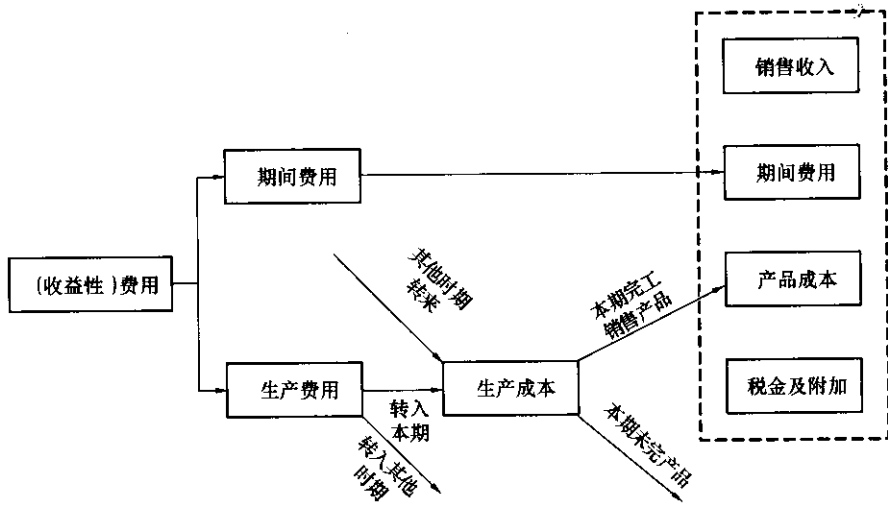 销售收入
期间费用
期间费用
(收益性)费用
其他时期
转来
本期完工
销售产品
产品成本
生产费用
转入
本期
生产成本
税金及附加
转入其他
时期
本期未完产品